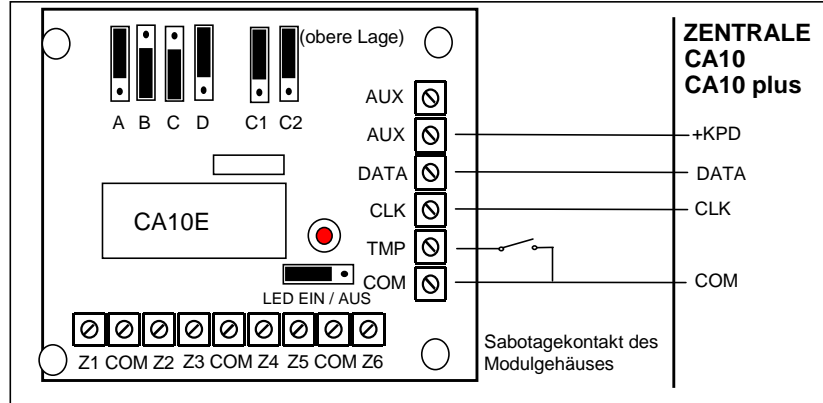 (obere Lage)
A B C D C1 C2
CA10E
LED EIN / AUS
AUX
AUX
DATA
CLK
TMP
COM
Z1 COM Z2 Z3 COM Z4 Z5 COM Z6
Sabotagekontakt des
Modulgehäuses
ZENTRALE
CA10
CA10 plus
+KPD
DATA
CLK
COM